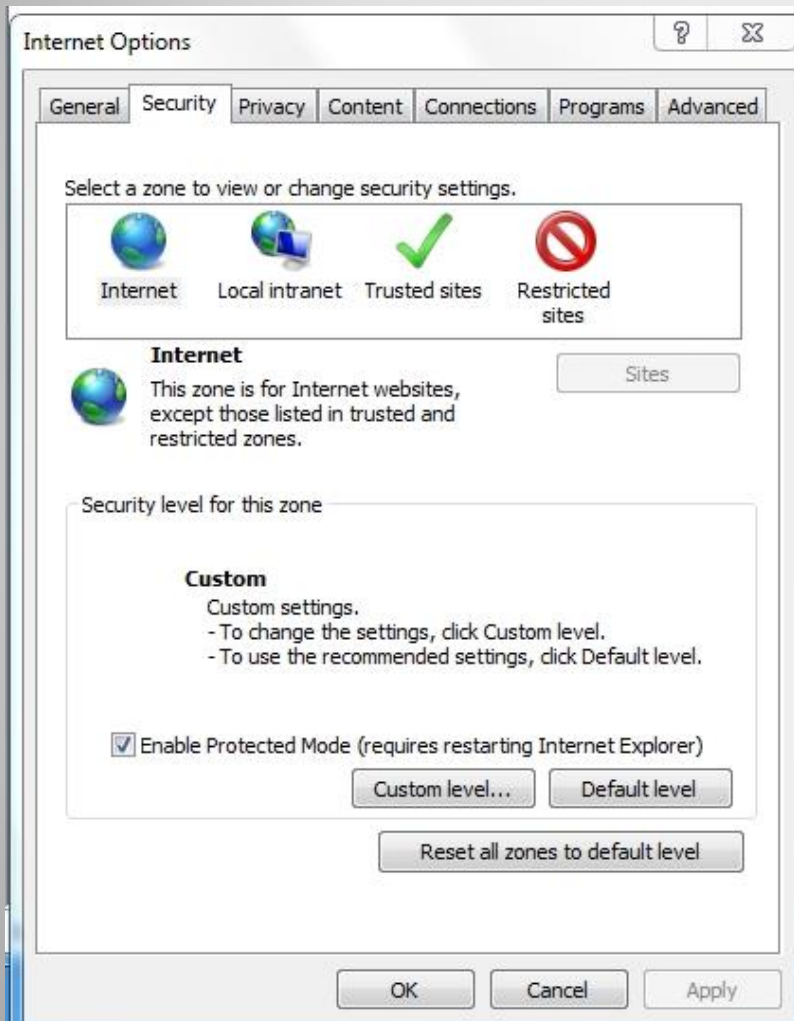 Internet Options
General Security Privacy Content Connections Programs Advanced
Select a zone to view or change security settings.
Internet Local intranet Trusted sites Restricted sites
Internet
Sites
This zone is for Internet websites,
except those listed in trusted and
restricted zones.
Security level for this zone
Custom
Custom settings.
- To change the settings, click Custom level.
- To use the recommended settings, click Default level.
Enable Protected Mode (requires restarting Internet Explorer)
Custom level... Default level
Reset all zones to default level
OK Cancel Apply